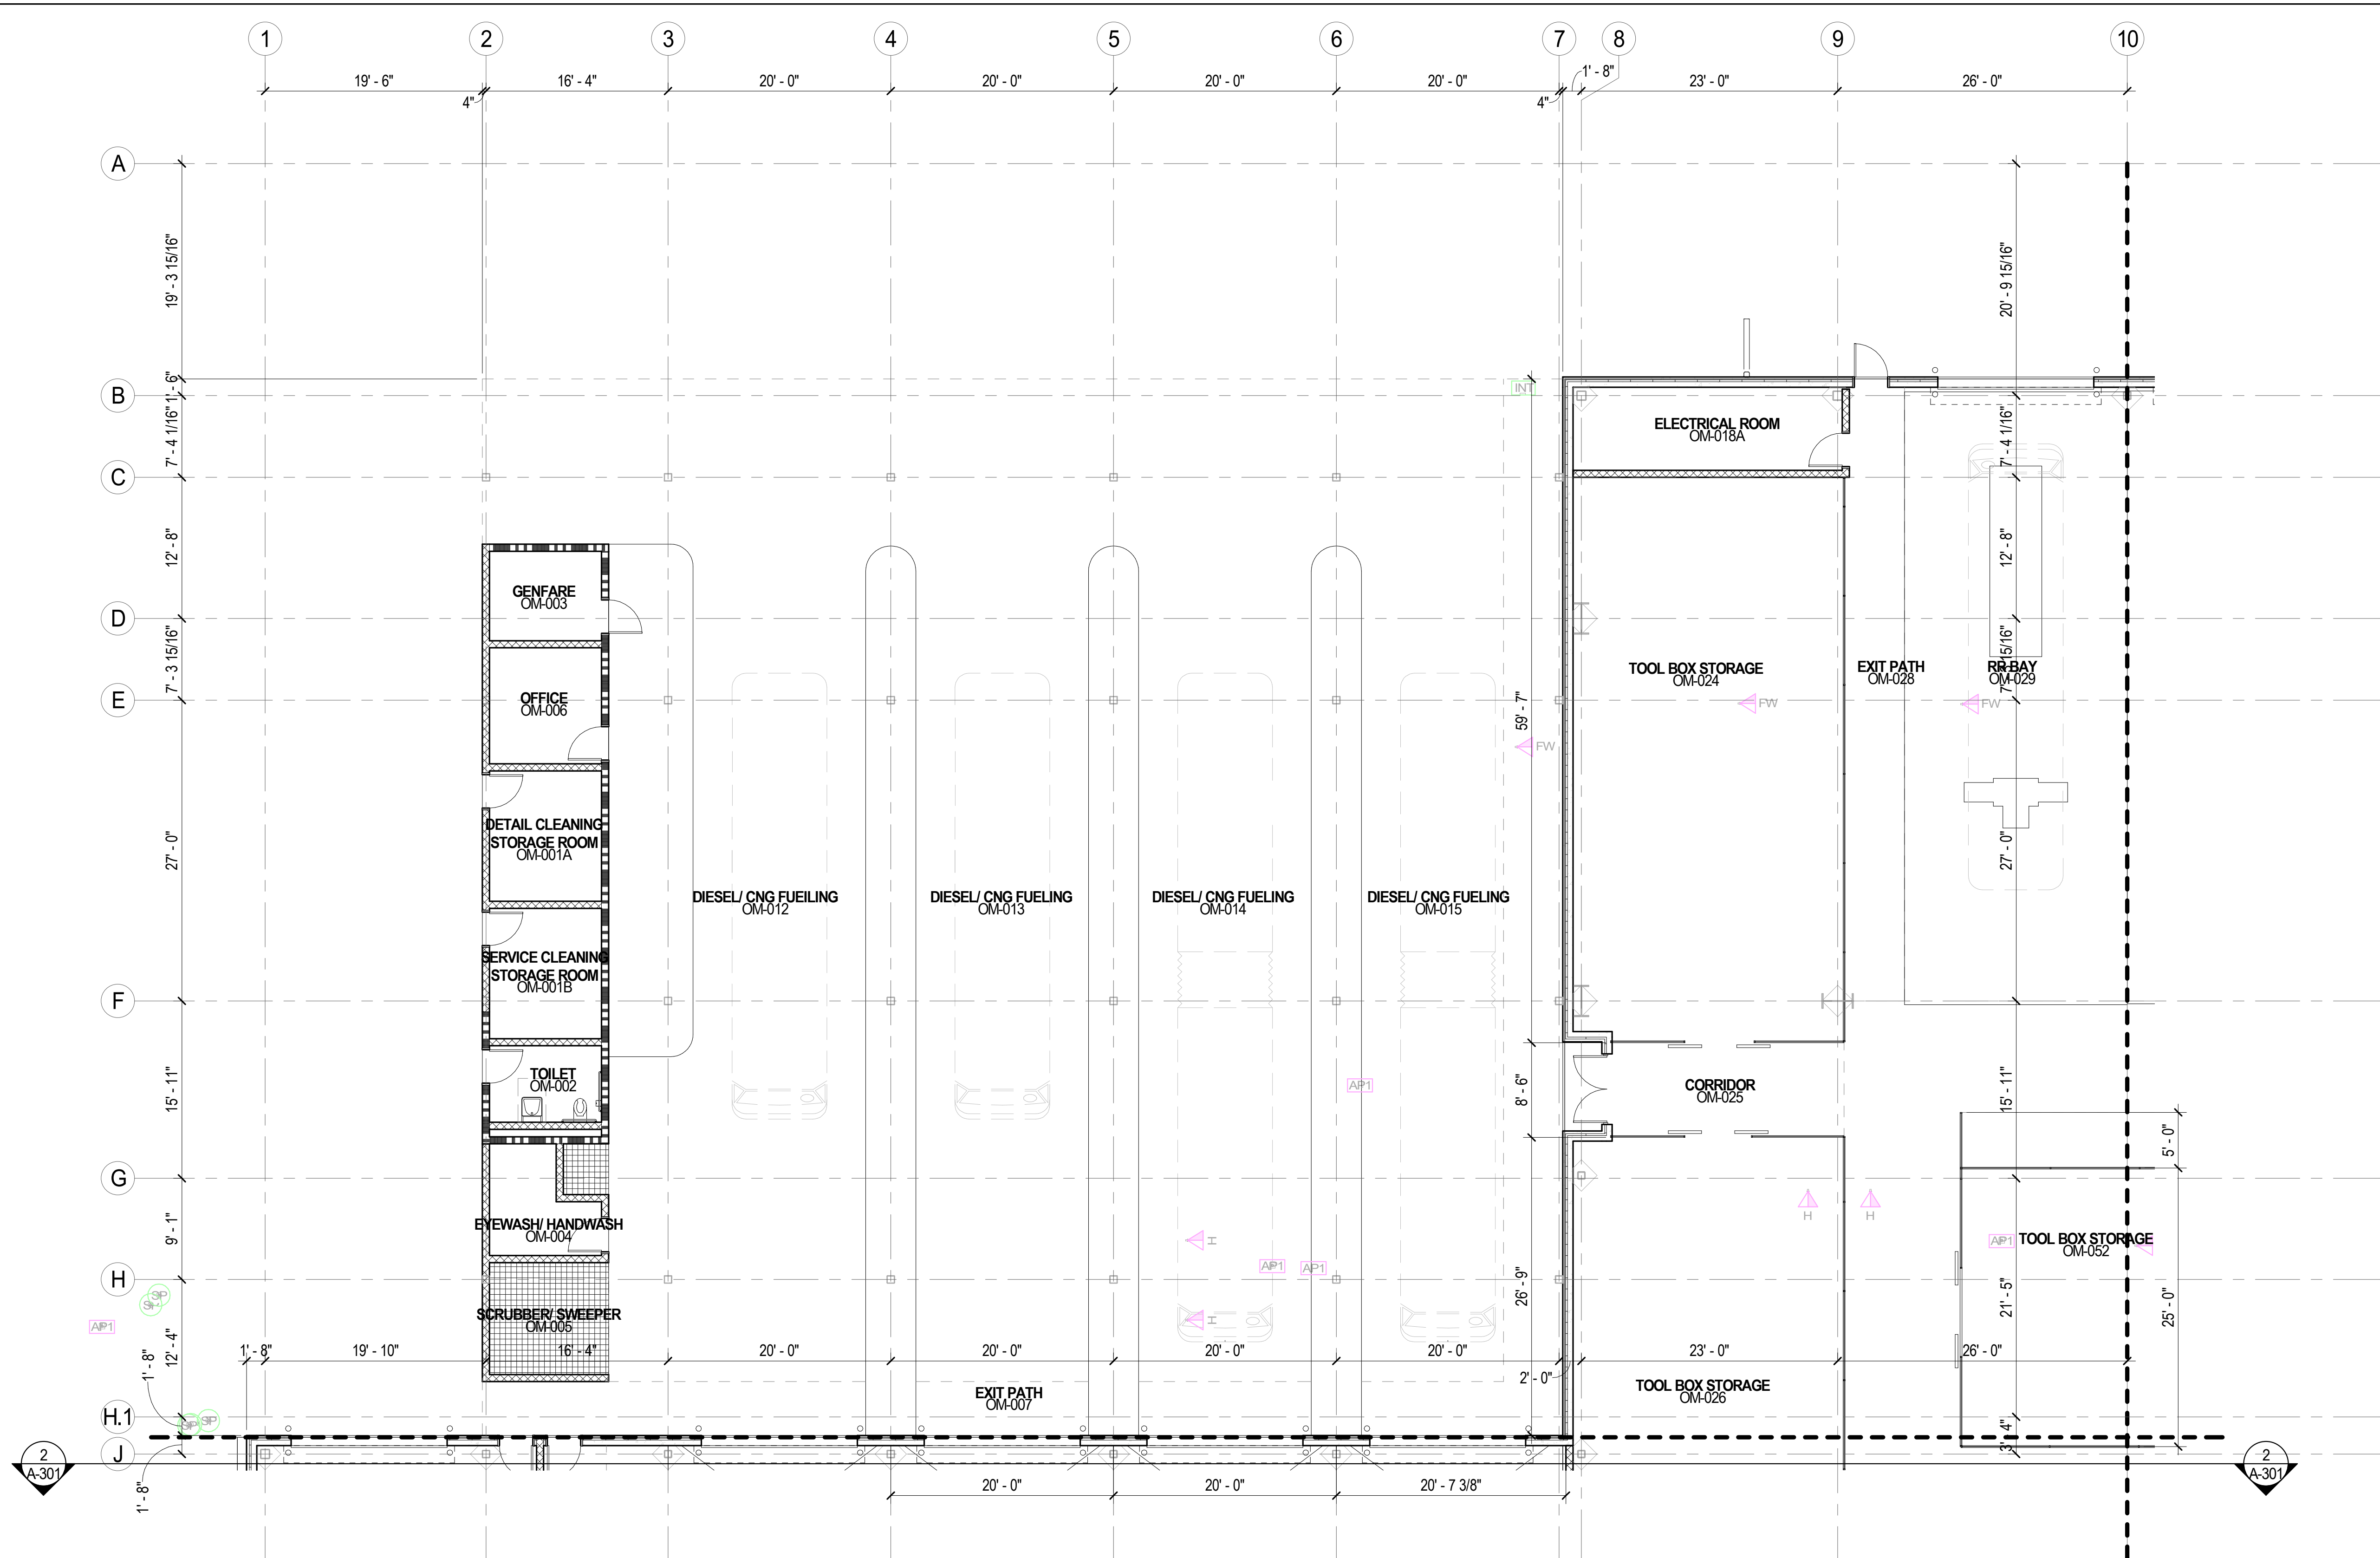 1 2 3 4 5 6 7 8 9 10
19' - 6" 16' - 4" 20' - 0" 20' - 0" 20' - 0" 20' - 0" 1' - 8" 23' - 0" 26' - 0"
4" 4"
A
19' - 3 15/16" 20' - 9 15/16"
1' - 6"
B
INT
7' - 4 1/16" 7' - 4 1/16"
ELECTRICAL ROOM
OM-018A
C
12' - 8" 12' - 8"
GENFARE
OM-003
D
7' - 3 15/16" 15/16"
TOOL BOX STORAGE
OM-024
EXIT PATH
OM-028
RR BAY
OM-029
OFFICE
OM-006
E
FW FW
59' - 7"
FW
DETAIL CLEANING
STORAGE ROOM
OM-001A
27' - 0" 27' - 0"
DIESEL/ CNG FUEILING
OM-012
DIESEL/ CNG FUELING
OM-013
DIESEL/ CNG FUELING
OM-014
DIESEL/ CNG FUELING
OM-015
SERVICE CLEANING
STORAGE ROOM
OM-001B
F
TOILET
OM-002
15' - 11" 8' - 6" 15' - 11"
AP1
CORRIDOR
OM-025
5' - 0"
G
H H
EYEWASH/ HANDWASH
OM-004
9' - 1"
H
AP1 AP1 AP1
TOOL BOX STORAGE
OM-052
H
26' - 9" 21' - 5" 25' - 0"
SP
SP
AP1
SCRUBBER/ SWEEPER
OM-005
H
12' - 4"
1' - 8" 1' - 8" 19' - 10" 16' - 4" 20' - 0" 20' - 0" 20' - 0" 20' - 0" 23' - 0" 26' - 0"
2' - 0"
EXIT PATH
OM-007
TOOL BOX STORAGE
OM-026
H.1
SP SP
3' - 4"
J
2
A-301
2
A-301
1' - 8"
20' - 0" 20' - 0" 20' - 7 3/8"